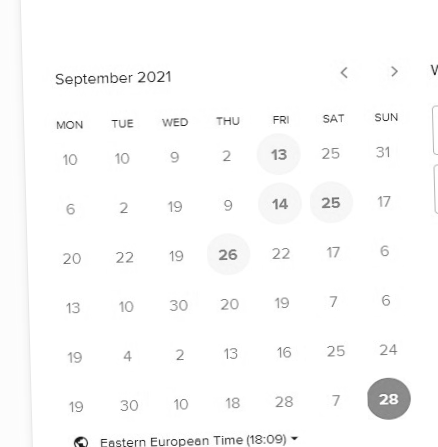 September 2021 < >
MON TUE WED THU FRI SAT SUN
10 10 9 2 13 25 31
6 2 19 9 14 25 17
20 22 19 26 22 17 6
13 10 30 20 19 7 6
19 4 2 13 16 25 24
19 30 10 18 28 7 28
Eastern European Time (18:09)